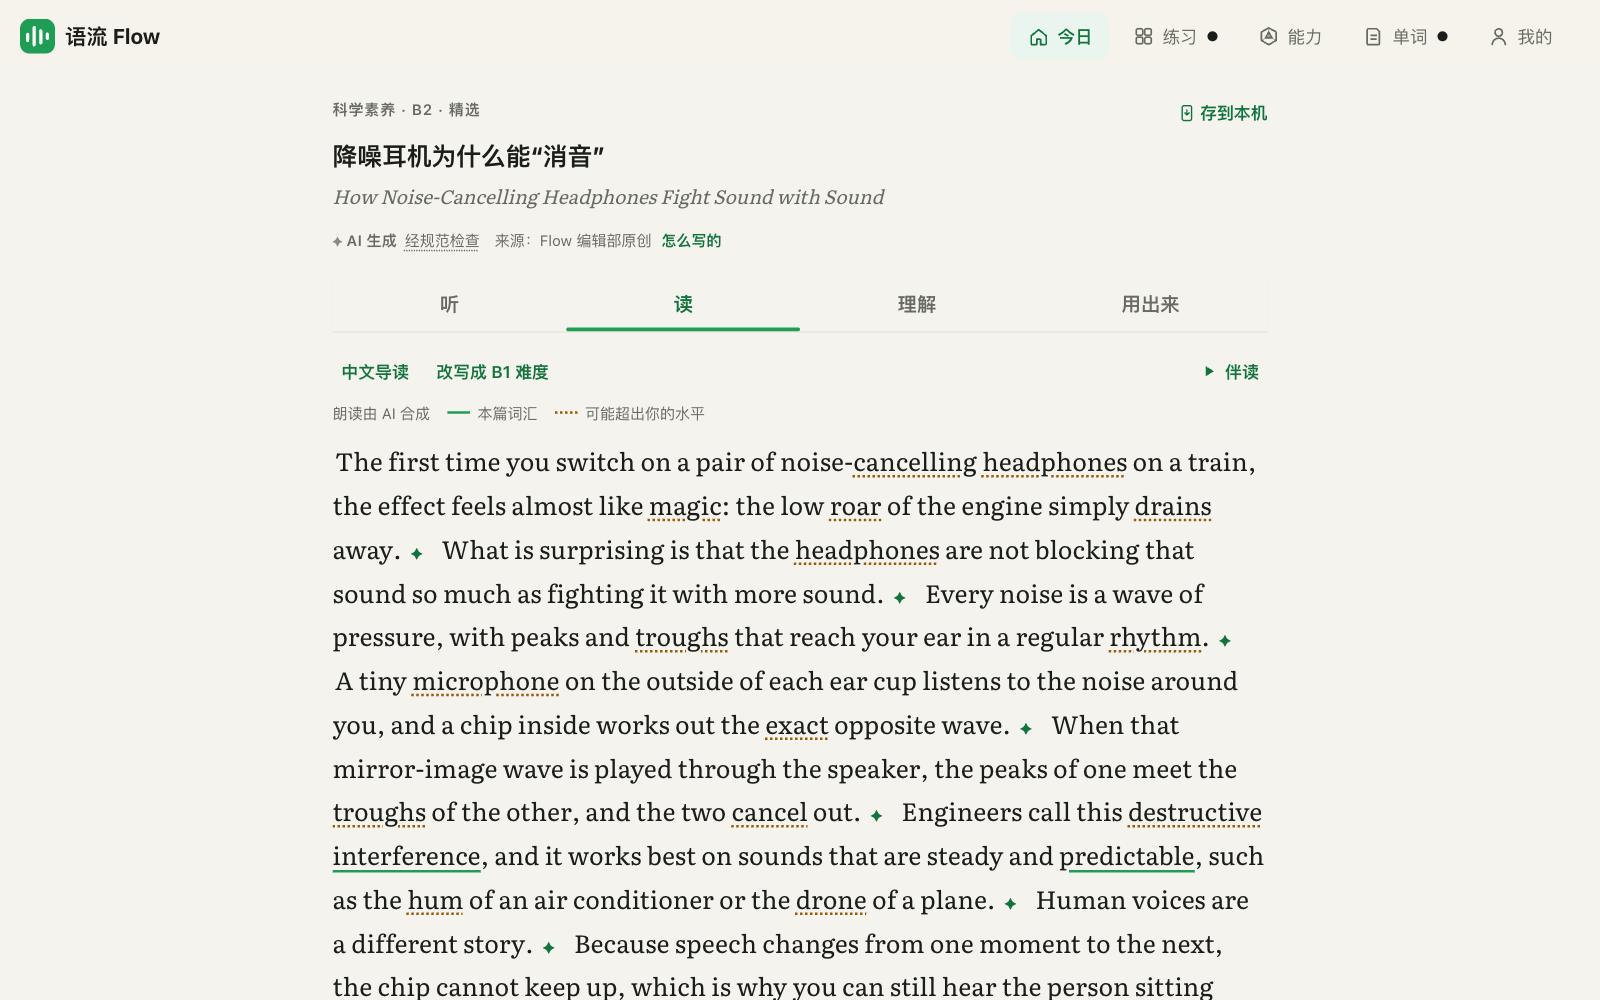 语流 Flow
今日
练习
能力
单词
我的
科学素养 · B2 · 精选
存到本机
降噪耳机为什么能“消音”
How Noise-Cancelling Headphones Fight Sound with Sound
AI 生成 经规范检查 来源：Flow 编辑部原创 怎么写的
听 读 理解 用出来
中文导读 改写成 B1 难度 伴读
朗读由 AI 合成 本篇词汇 可能超出你的水平
The first time you switch on a pair of noise-cancelling headphones on a train,
the effect feels almost like magic: the low roar of the engine simply drains
away. What is surprising is that the headphones are not blocking that
sound so much as fighting it with more sound. Every noise is a wave of
pressure, with peaks and troughs that reach your ear in a regular rhythm.
A tiny microphone on the outside of each ear cup listens to the noise around
you, and a chip inside works out the exact opposite wave. When that
mirror-image wave is played through the speaker, the peaks of one meet the
troughs of the other, and the two cancel out. Engineers call this destructive
interference, and it works best on sounds that are steady and predictable, such
as the hum of an air conditioner or the drone of a plane. Human voices are
a different story. Because speech changes from one moment to the next,
the chip cannot keep up, which is why you can still hear the person sitting